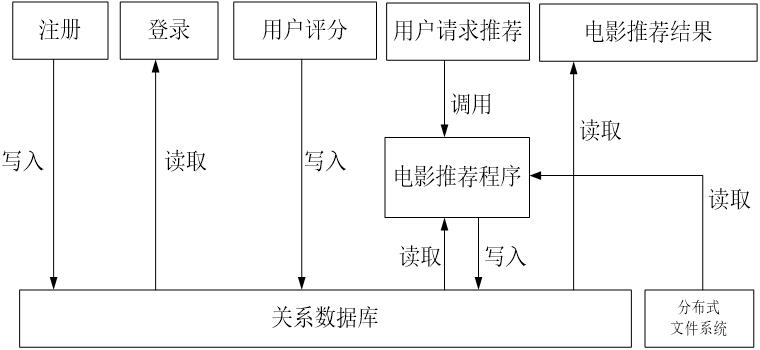 注册
登录
用户评分
用户请求推荐
电影推荐结果
调用
读取
写入
读取
写入
电影推荐程序
读取
读取
写入
关系数据库
分布式
文件系统